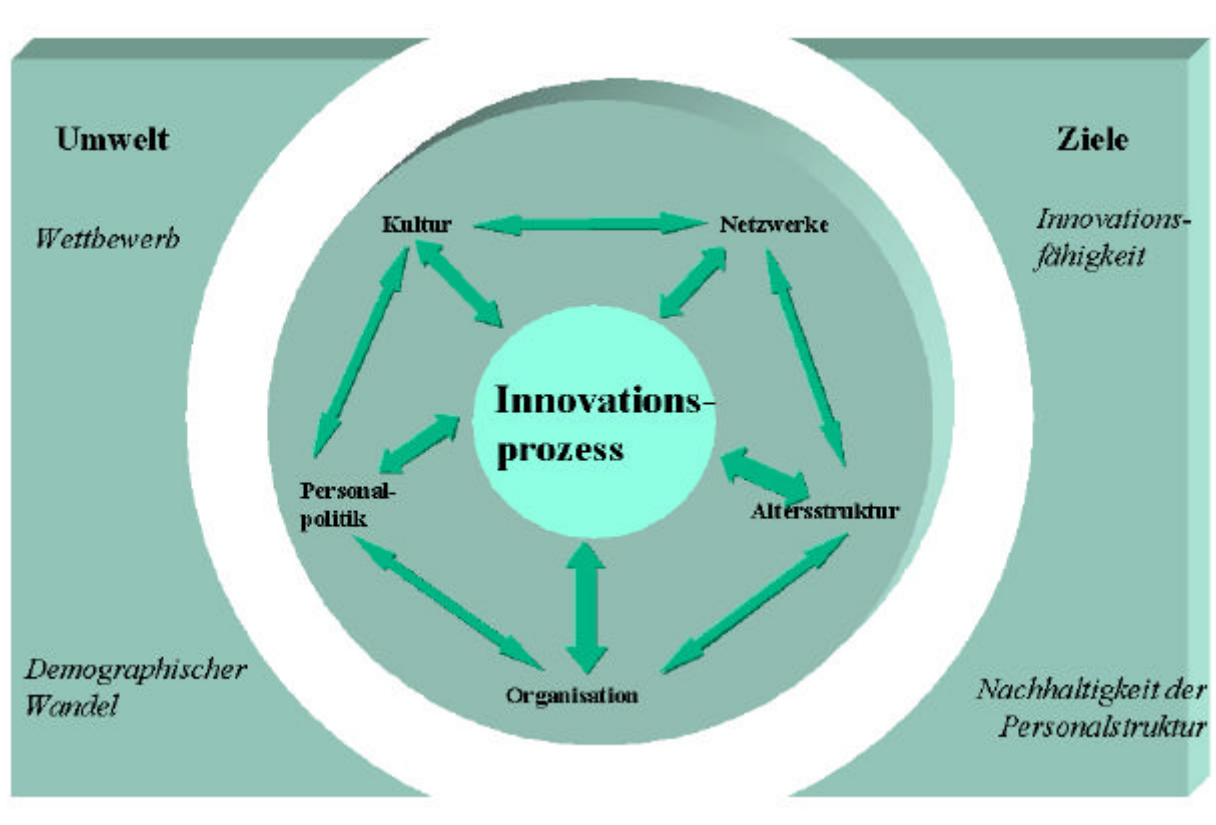 Umwelt
Ziele
Wettbewerb
Innovations-
fähigkeit
Kultur
Netzwerke
Innovations-
prozess
Personal-
politik
Altersstruktur
Organisation
Demographischer
Wandel
Nachhaltigkeit der
Personalstruktur